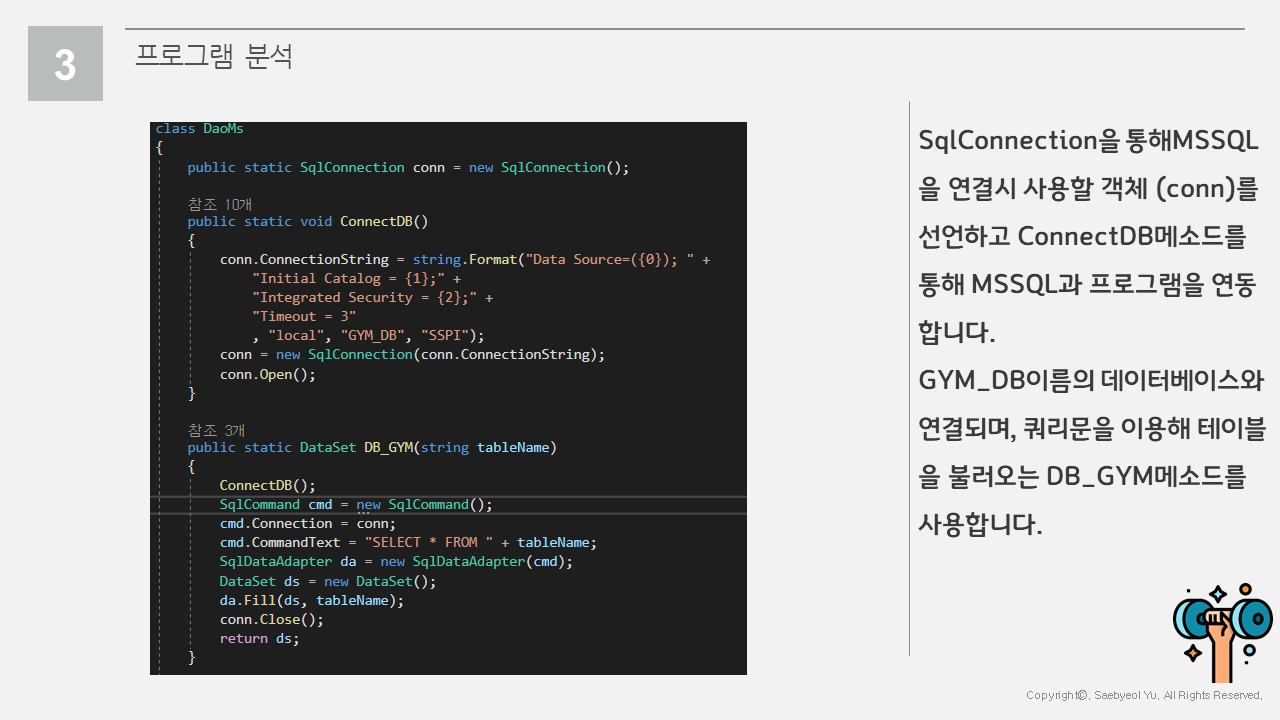 3
프로그램 분석
class DaoMs
{
public static SqlConnection conn = new SqlConnection();
참조 10개
public static void ConnectDB()
{
conn.ConnectionString = string.Format("Data Source=({0}); " +
"Initial Catalog = {1};" +
"Integrated Security = {2};" +
"Timeout = 3"
, "local", "GYM_DB", "SSPI");
conn = new SqlConnection(conn.ConnectionString);
conn.Open();
}
참조 3개
public static DataSet DB_GYM(string tableName)
{
ConnectDB();
SqlCommand cmd = new SqlCommand();
cmd.Connection = conn;
cmd.CommandText = "SELECT * FROM " + tableName;
SqlDataAdapter da = new SqlDataAdapter(cmd);
DataSet ds = new DataSet();
da.Fill(ds, tableName);
conn.Close();
return ds;
}
SqlConnection을 통해MSSQL
을 연결시 사용할 객체 (conn)를
선언하고 ConnectDB메소드를
통해 MSSQL과 프로그램을 연동
합니다.
GYM_DB이름의 데이터베이스와
연결되며, 쿼리문을 이용해 테이블
을 불러오는 DB_GYM메소드를
사용합니다.
Copyright©. Saebyeol Yu. All Rights Reserved.